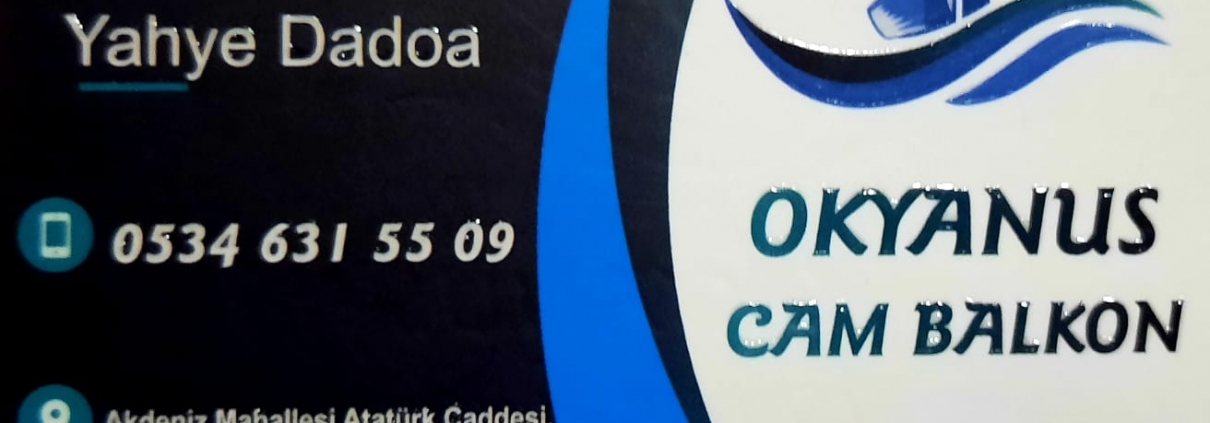 Yahye Dadoa
0534 631 55 09
Akdeniz Mahallesi Atatürk Caddesi
OKYANUS
CAM BALKON